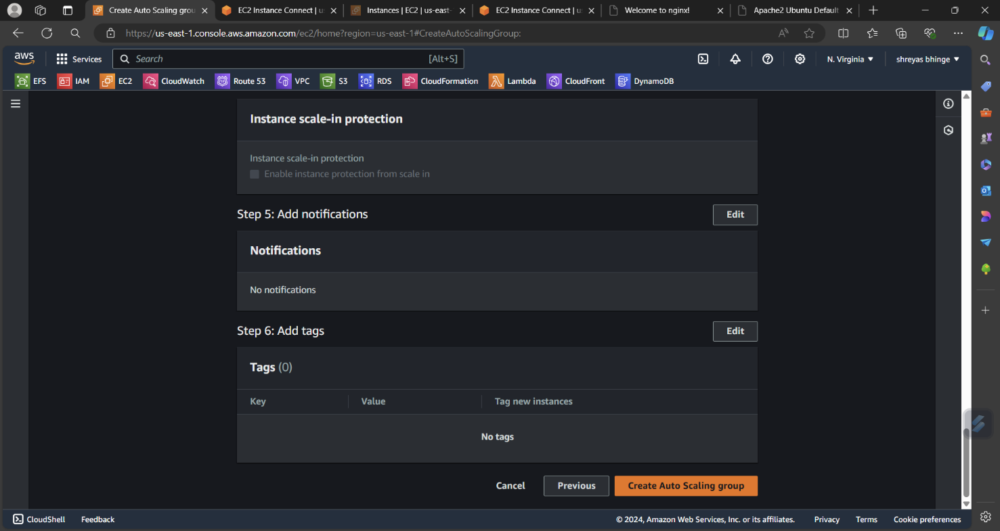 Create Auto Scaling grou
EC2 Instance Connect | u
Instances | EC2 | us-east-
EC2 Instance Connect | u
Welcome to nginx!
Apache2 Ubuntu Default
https://us-east-1.console.aws.amazon.com/ec2/home?region=us-east-1#CreateAutoScalingGroup:
aws
Services
Search
[Alt+S]
N. Virginia
shreyas bhinge
EFS
IAM
EC2
CloudWatch
Route 53
VPC
S3
RDS
CloudFormation
Lambda
CloudFront
DynamoDB
Instance scale-in protection
Instance scale-in protection
Enable instance protection from scale in
Step 5: Add notifications
Edit
Notifications
No notifications
Step 6: Add tags
Edit
Tags (0)
Key Value Tag new instances
No tags
Cancel
Previous
Create Auto Scaling group
CloudShell
Feedback
© 2024, Amazon Web Services, Inc. or its affiliates.
Privacy
Terms
Cookie preferences